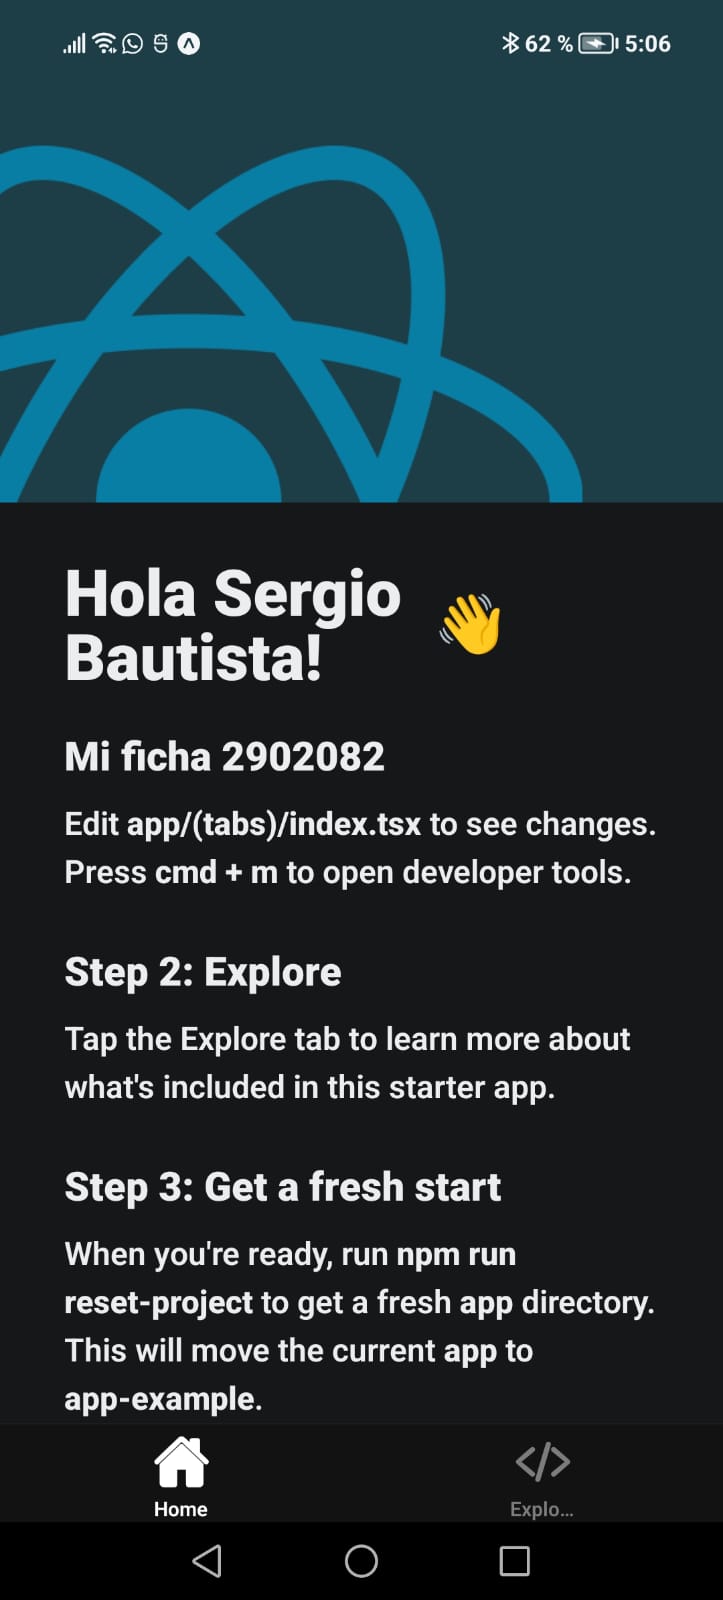 62 % 5:06
Hola Sergio
Bautista!
Mi ficha 2902082
Edit app/(tabs)/index.tsx to see changes.
Press cmd + m to open developer tools.
Step 2: Explore
Tap the Explore tab to learn more about
what's included in this starter app.
Step 3: Get a fresh start
When you're ready, run npm run
reset-project to get a fresh app directory.
This will move the current app to
app-example.
Home
Explo...